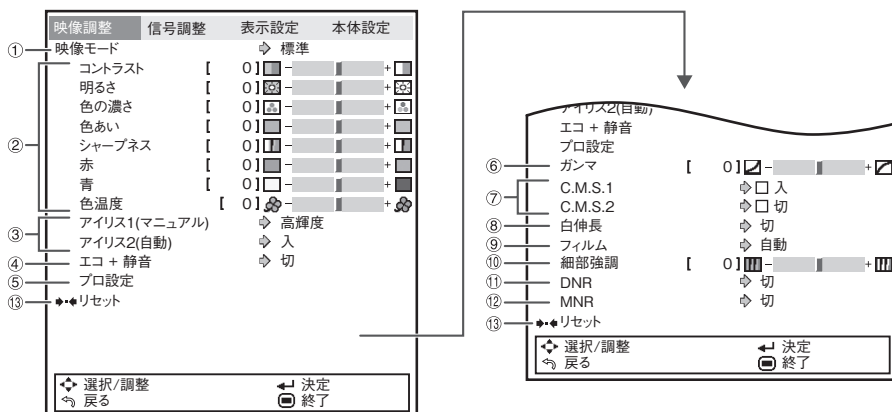 映像調整 信号調整 表示設定 本体設定
① 映像モード 標準
② コントラスト [ 0 ] - +
明るさ [ 0 ] - +
色の濃さ [ 0 ] - +
色あい [ 0 ] - +
シャープネス [ 0 ] - +
赤 [ 0 ] - +
青 [ 0 ] - +
色温度 [ 0 ] - +
③ アイリス1(マニュアル) 高輝度
アイリス2(自動) 入
④ エコ + 静音 切
⑤ プロ設定
⑬ リセット
選択/調整 決定
戻る 終了
アイリス2(自動)
エコ + 静音
プロ設定
⑥ ガンマ [ 0 ] - +
⑦ C.M.S.1 入
C.M.S.2 切
⑧ 白伸長 切
⑨ フィルム 自動
⑩ 細部強調 [ 0 ] - +
⑪ DNR 切
⑫ MNR 切
⑬ リセット
選択/調整 決定
戻る 終了